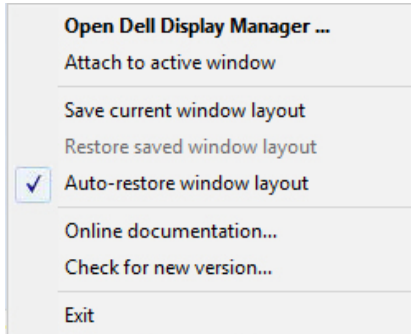 Open Dell Display Manager ...
Attach to active window
Save current window layout
Restore saved window layout
Auto-restore window layout
Online documentation...
Check for new version...
Exit